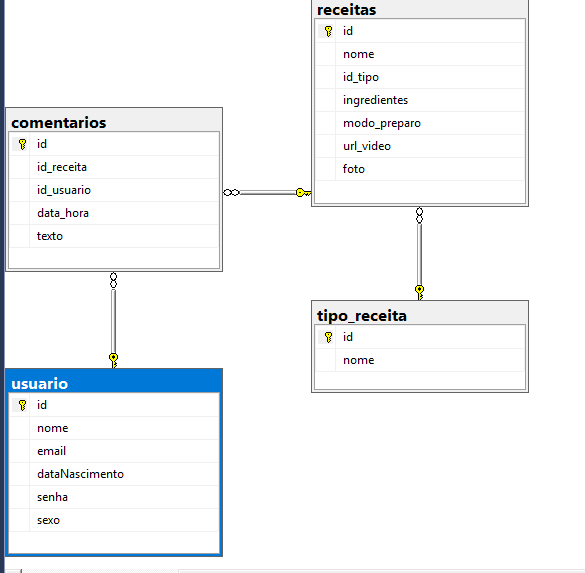 receitas
id
nome
id_tipo
ingredientes
modo_preparo
url_video
foto
comentarios
id
id_receita
id_usuario
data_hora
texto
tipo_receita
id
nome
usuario
id
nome
email
dataNascimento
senha
sexo